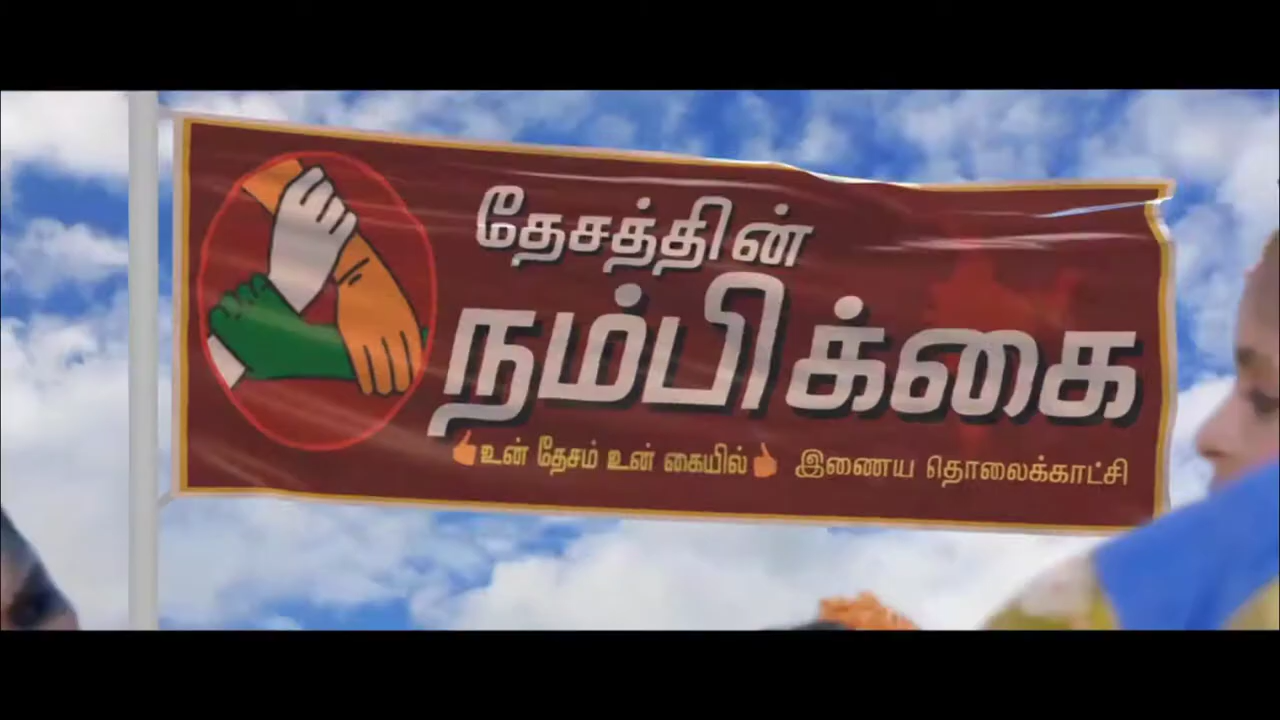 தேசத்தின்
நம்பிக்கை
உன் தேசம் உன் கையில் இணைய தொலைக்காட்சி